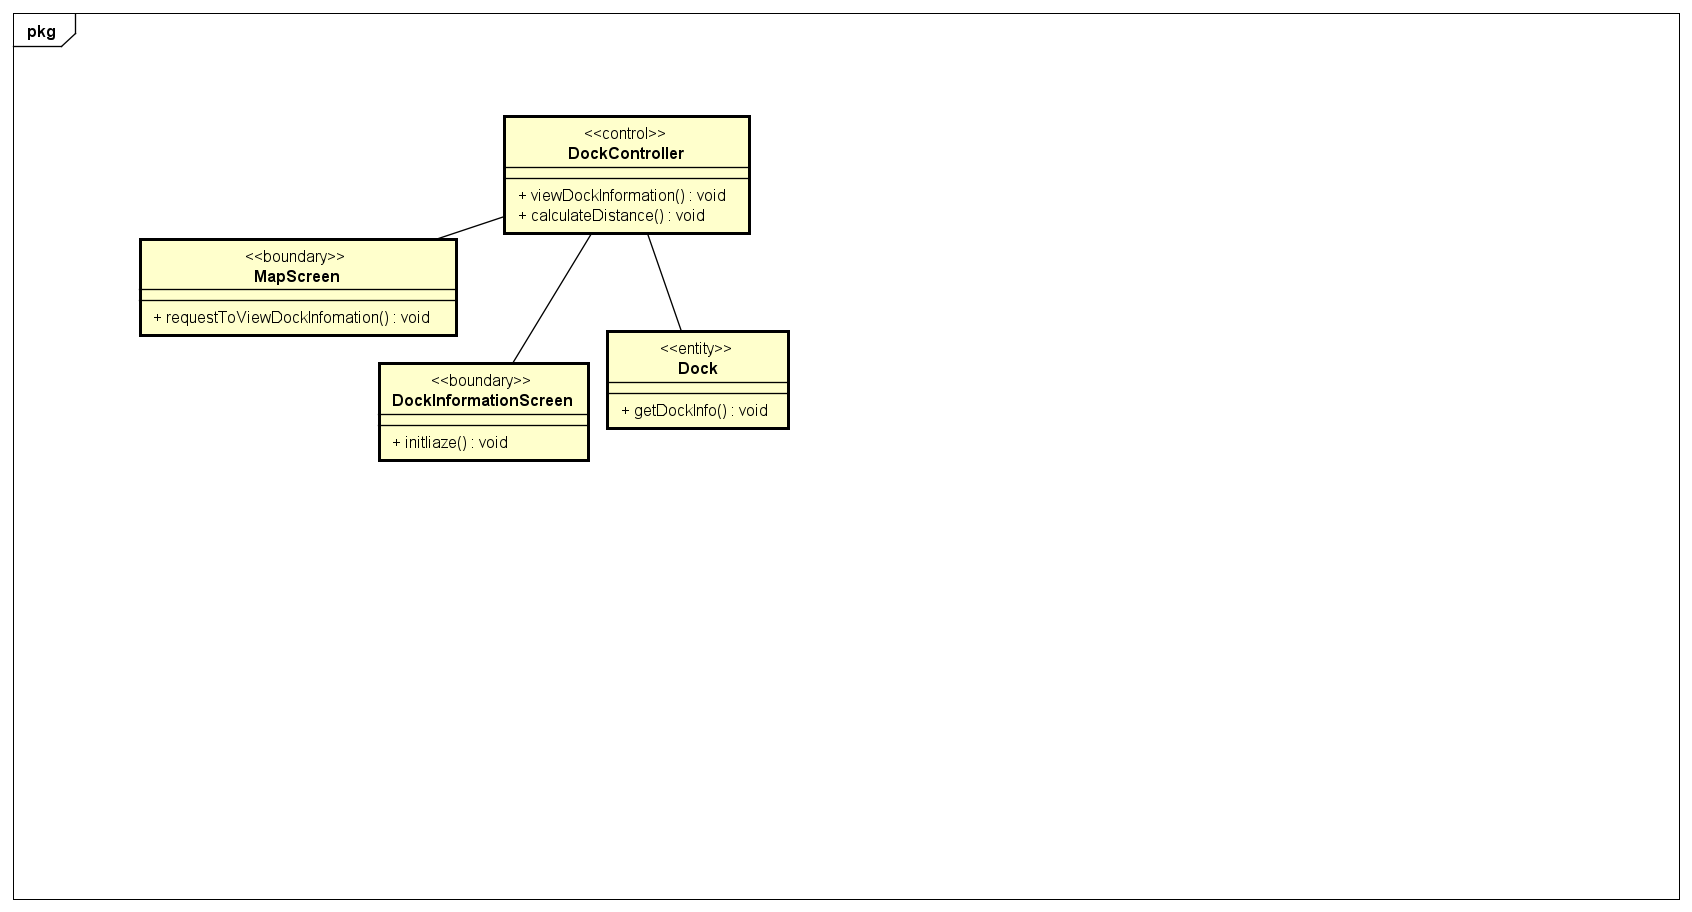 pkg
<<control>>
DockController
+ viewDockInformation() : void
+ calculateDistance() : void
<<boundary>>
MapScreen
+ requestToViewDockInfomation() : void
<<boundary>>
DockInformationScreen
+ initliaze() : void
<<entity>>
Dock
+ getDockInfo() : void